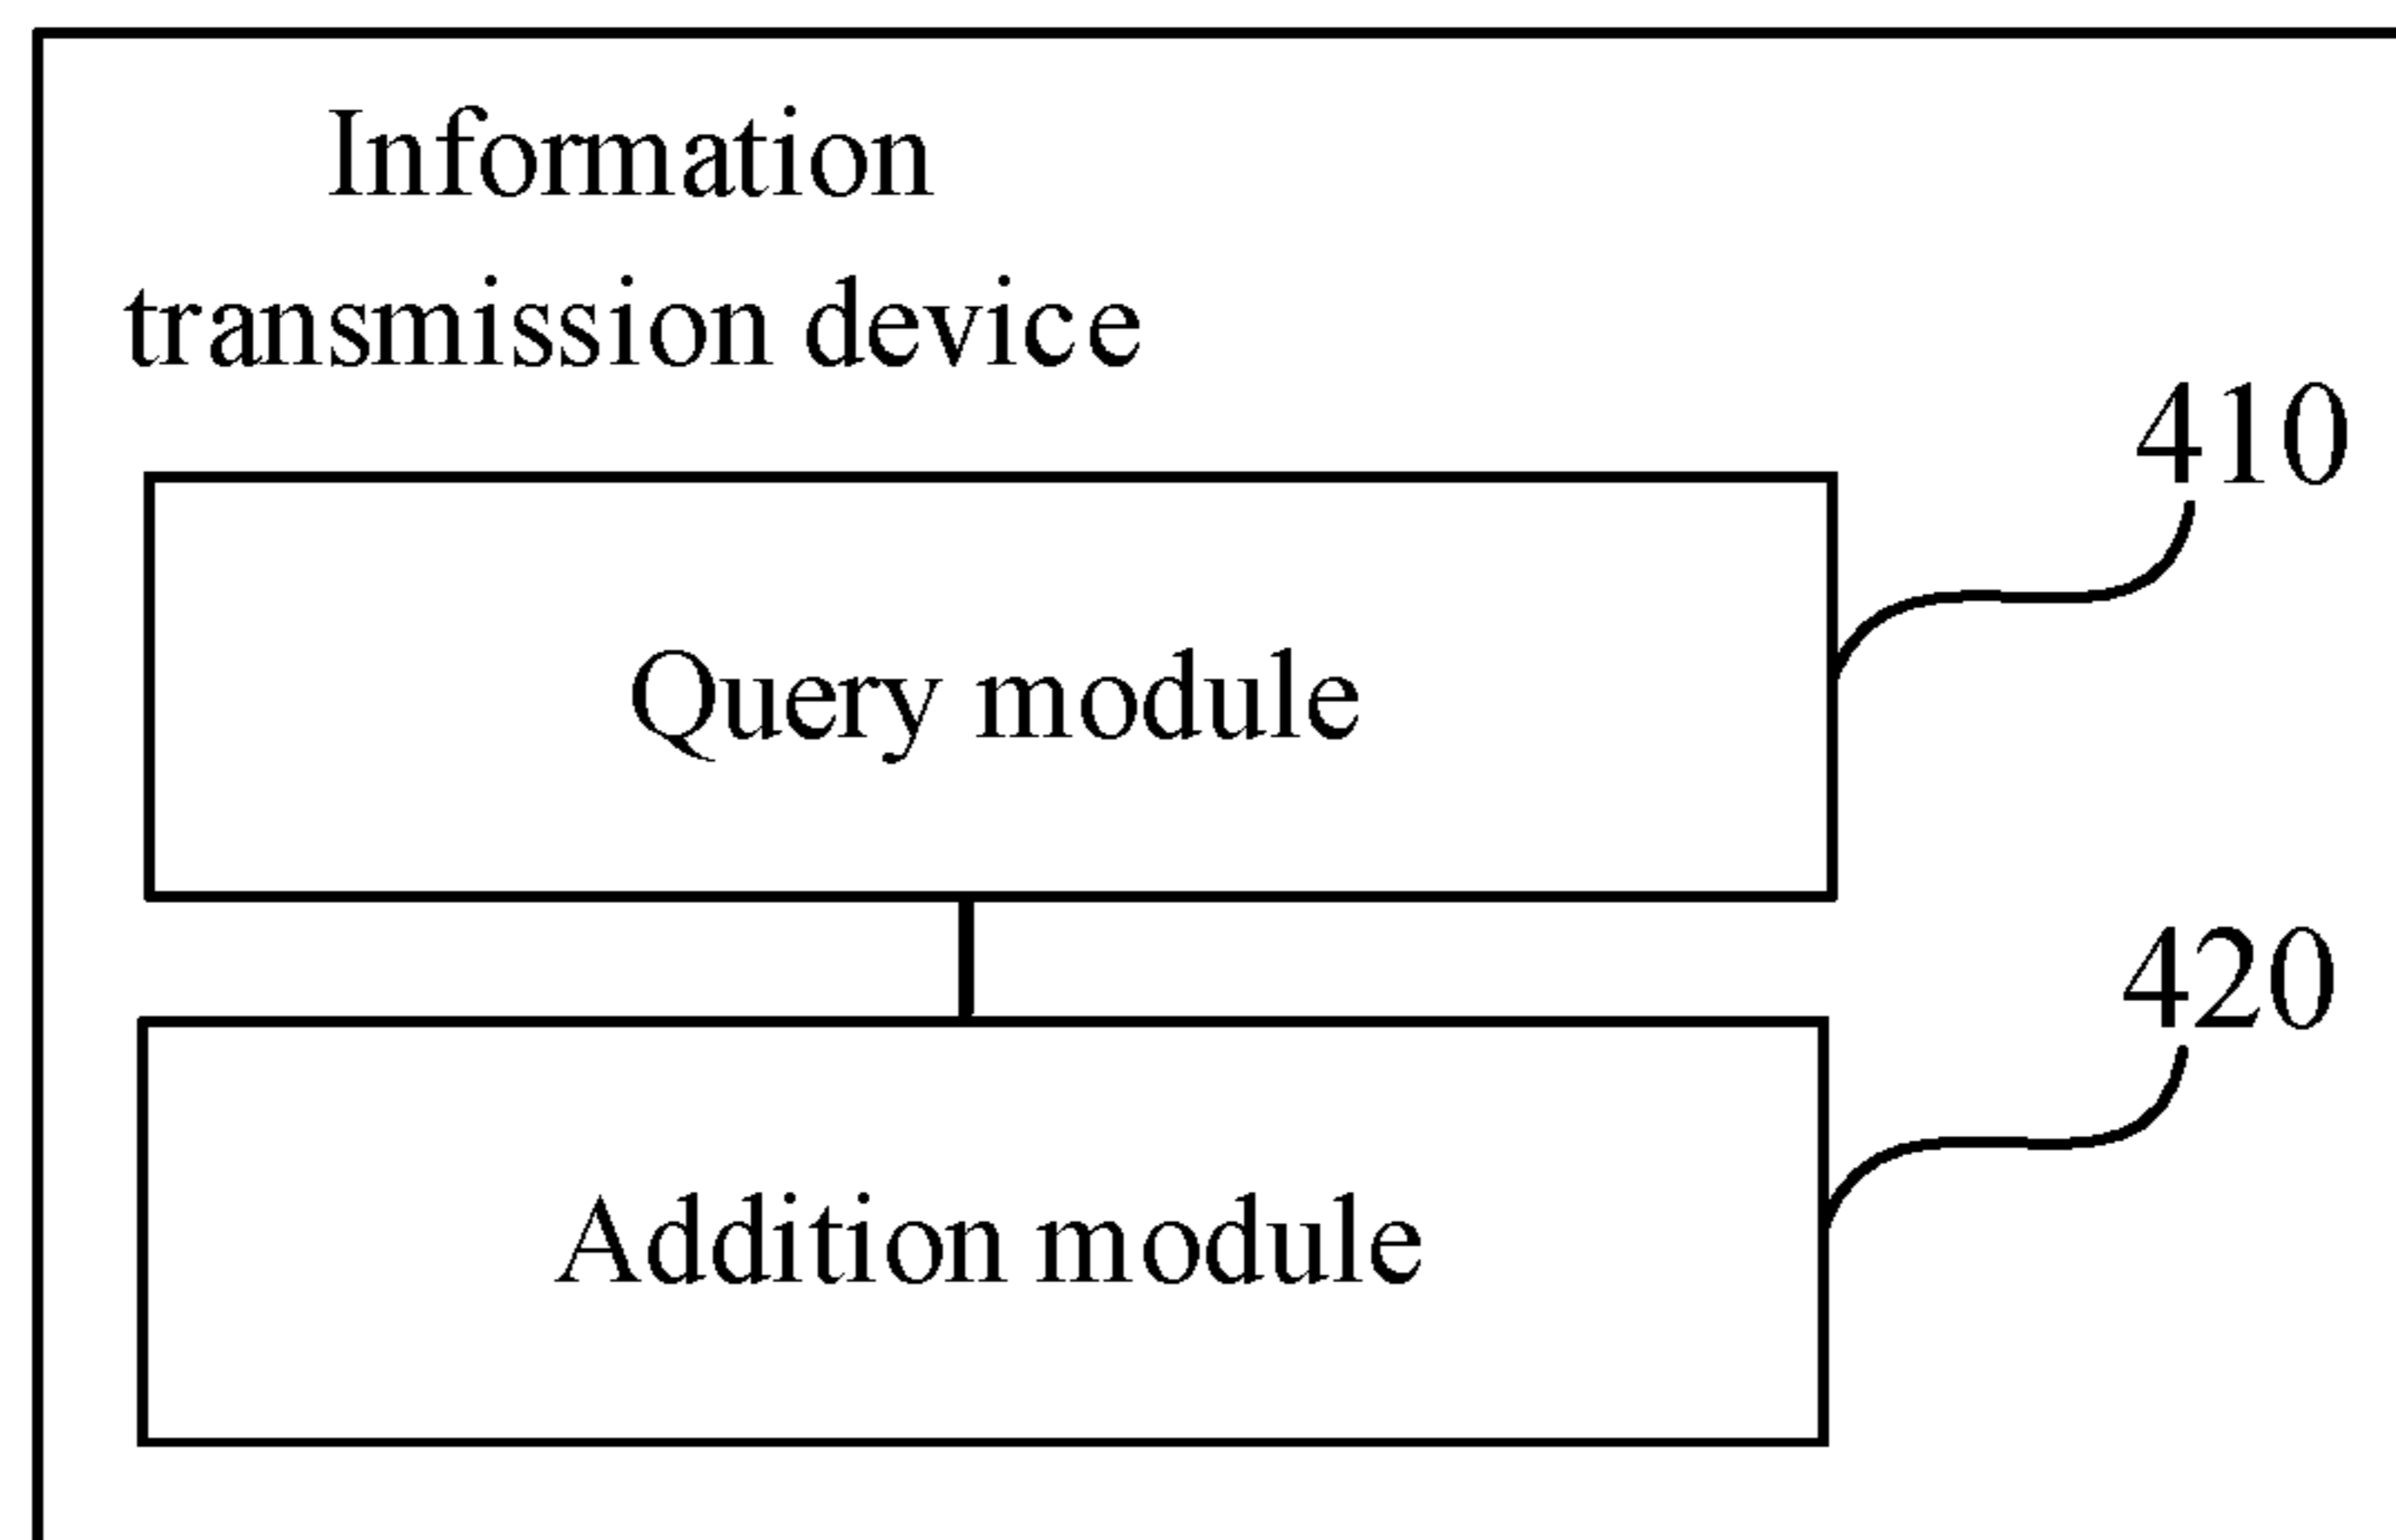 Information
transmission device
410
Query module
420
Addition module